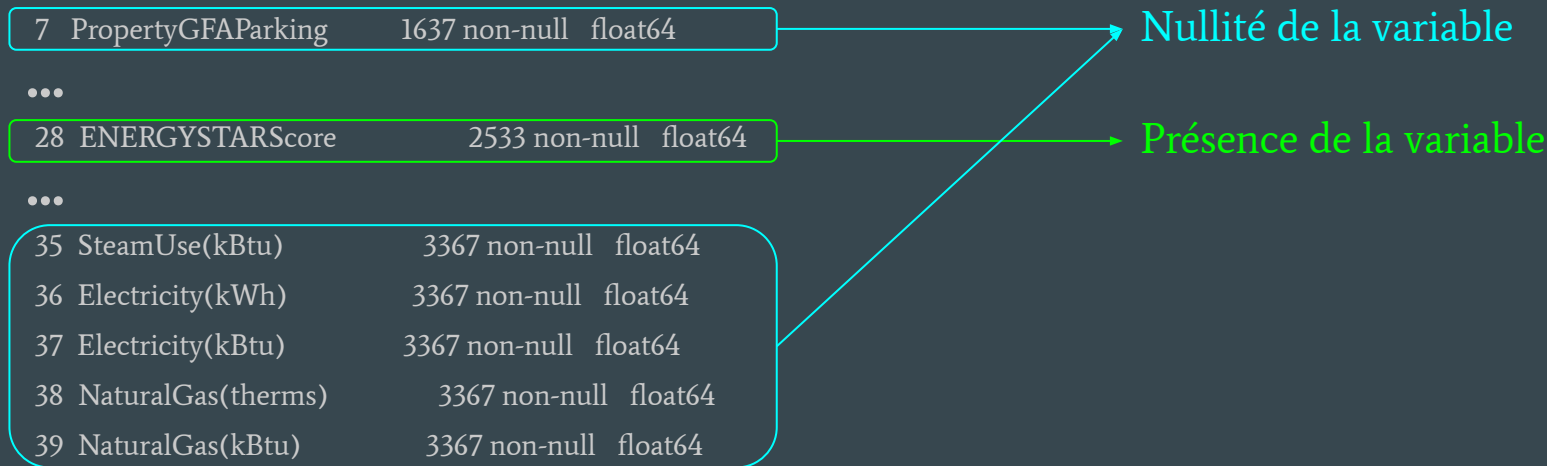 7 PropertyGFAParking 1637 non-null float64
Nullité de la variable
•••
28 ENERGYSTARScore 2533 non-null float64
Présence de la variable
•••
35 SteamUse(kBtu) 3367 non-null float64
36 Electricity(kWh) 3367 non-null float64
37 Electricity(kBtu) 3367 non-null float64
38 NaturalGas(therms) 3367 non-null float64
39 NaturalGas(kBtu) 3367 non-null float64